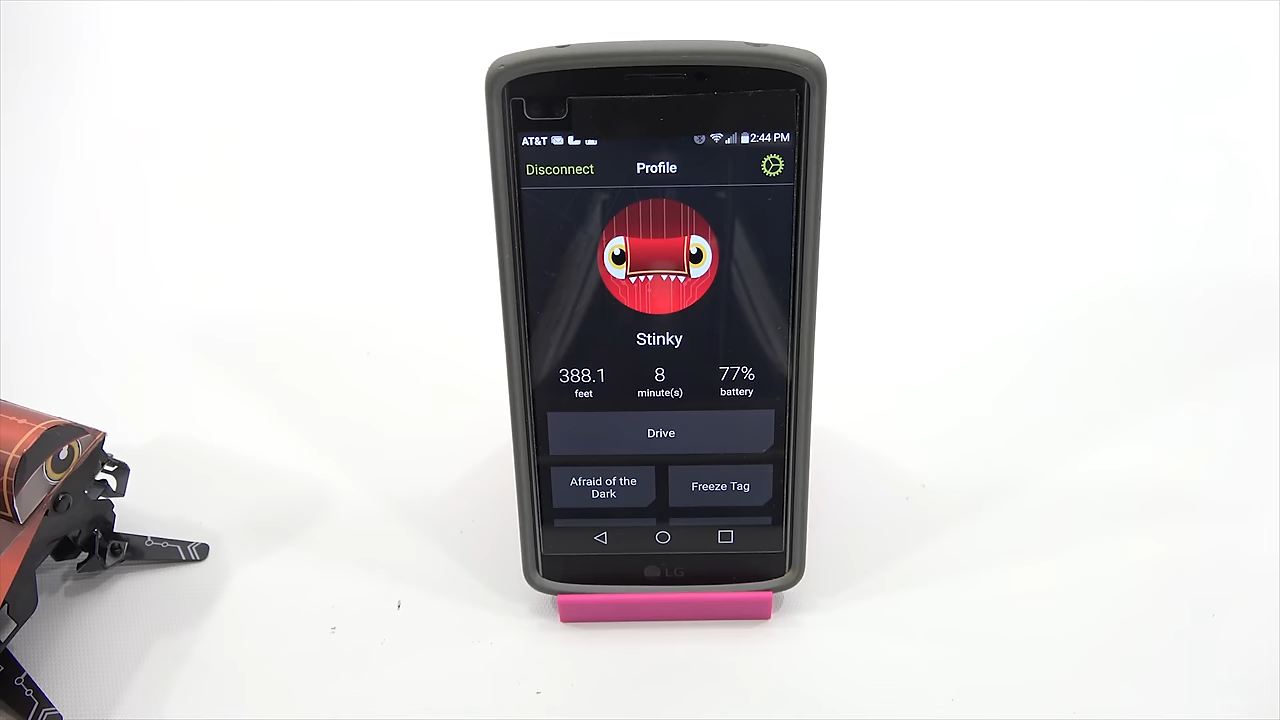 AT&T 2:44 PM
Disconnect Profile
Stinky
388.1 8 77%
feet minute(s) battery
Drive
Afraid of the Dark Freeze Tag
LG